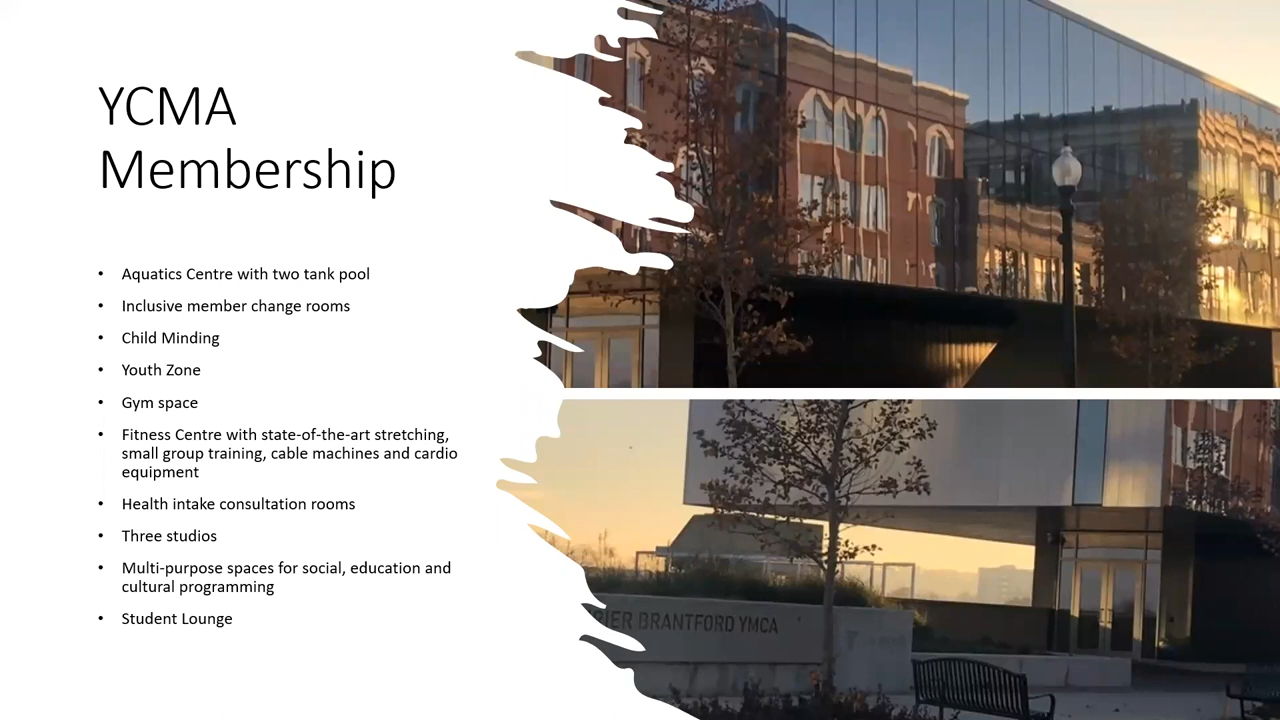 YCMA
Membership
• Aquatics Centre with two tank pool
• Inclusive member change rooms
• Child Minding
• Youth Zone
• Gym space
• Fitness Centre with state-of-the-art stretching,
small group training, cable machines and cardio
equipment
• Health intake consultation rooms
• Three studios
• Multi-purpose spaces for social, education and
cultural programming
• Student Lounge
RIER BRANTFORD YMCA